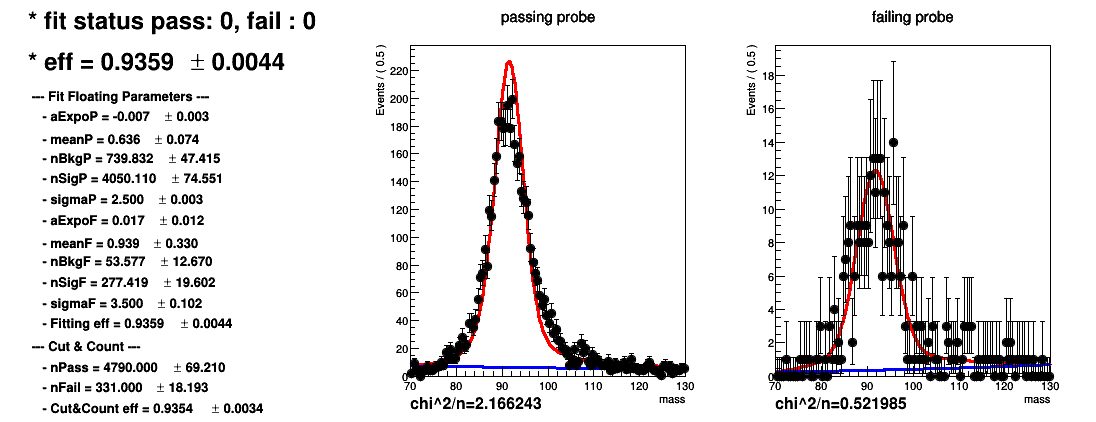 * fit status pass: 0, fail : 0
* eff = 0.9359 ± 0.0044
--- Fit Floating Parameters ---
- aExpoP = -0.007 ± 0.003
- meanP = 0.636 ± 0.074
- nBkgP = 739.832 ± 47.415
- nSigP = 4050.110 ± 74.551
- sigmaP = 2.500 ± 0.003
- aExpoF = 0.017 ± 0.012
- meanF = 0.939 ± 0.330
- nBkgF = 53.577 ± 12.670
- nSigF = 277.419 ± 19.602
- sigmaF = 3.500 ± 0.102
- Fitting eff = 0.9359 ± 0.0044
--- Cut & Count ---
- nPass = 4790.000 ± 69.210
- nFail = 331.000 ± 18.193
- Cut&Count eff = 0.9354 ± 0.0034
passing probe
Events / ( 0.5 )
220
200
180
160
140
120
100
80
60
40
20
0
70 80 90 100 110 120 130
mass
chi^2/n=2.166243
failing probe
Events / ( 0.5 )
18
16
14
12
10
8
6
4
2
0
70 80 90 100 110 120 130
mass
chi^2/n=0.521985